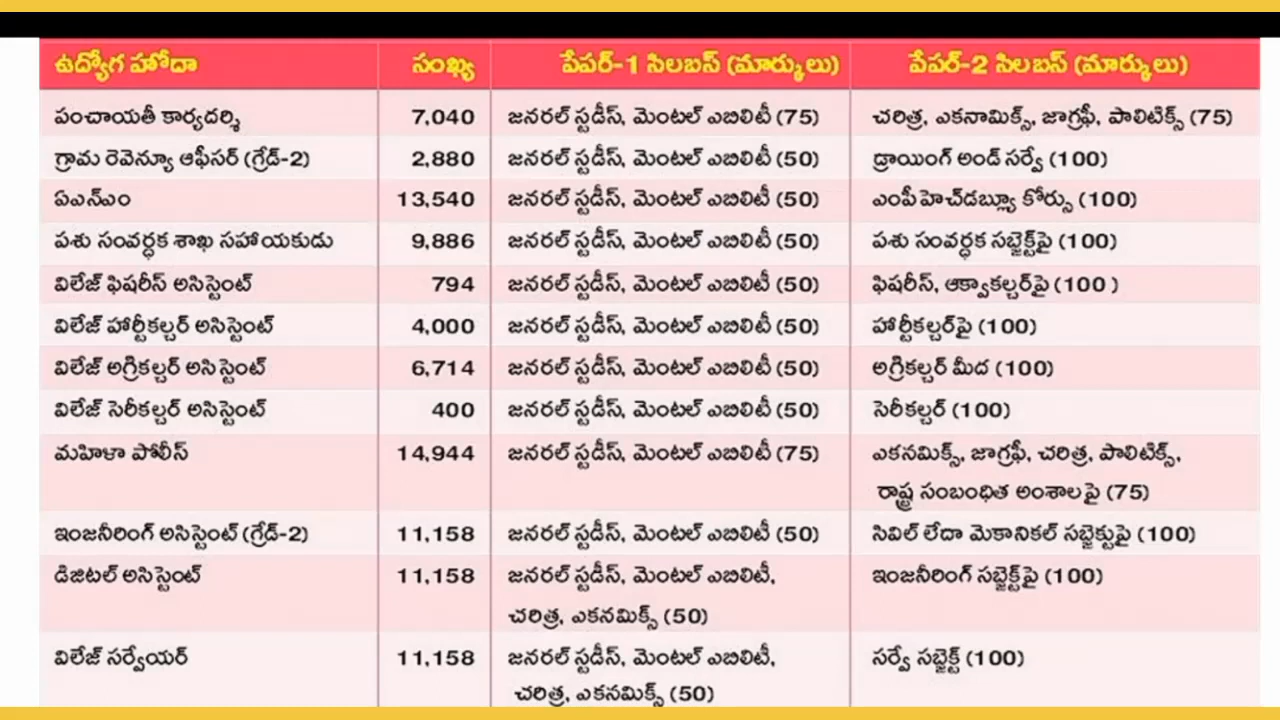 ఉద్యోగ హోదా సంఖ్య పేపర్-1 సిలబస్ (మార్కులు) పేపర్-2 సిలబస్ (మార్కులు)
పంచాయతీ కార్యదర్శి 7,040 జనరల్ స్టడీస్, మెంటల్ ఎబిలిటీ (75) చరిత్ర, ఎకనామిక్స్, జాగ్రఫీ, పాలిటిక్స్ (75)
గ్రామ రెవెన్యూ ఆఫీసర్ (గ్రేడ్-2) 2,880 జనరల్ స్టడీస్, మెంటల్ ఎబిలిటీ (50) డ్రాయింగ్ అండ్ సర్వే (100)
ఏఎన్ఎం 13,540 జనరల్ స్టడీస్, మెంటల్ ఎబిలిటీ (50) ఎంపీహెచ్‌డబ్ల్యూ కోర్సు (100)
పశు సంవర్ధక శాఖ సహాయకుడు 9,886 జనరల్ స్టడీస్, మెంటల్ ఎబిలిటీ (50) పశు సంవర్ధక సబ్జెక్ట్‌పై (100)
విలేజ్ ఫిషరీస్ అసిస్టెంట్ 794 జనరల్ స్టడీస్, మెంటల్ ఎబిలిటీ (50) ఫిషరీస్, ఆక్వాకల్చర్‌పై (100 )
విలేజ్ హార్టీకల్చర్ అసిస్టెంట్ 4,000 జనరల్ స్టడీస్, మెంటల్ ఎబిలిటీ (50) హార్టీకల్చర్‌పై (100)
విలేజ్ అగ్రికల్చర్ అసిస్టెంట్ 6,714 జనరల్ స్టడీస్, మెంటల్ ఎబిలిటీ (50) అగ్రికల్చర్ మీద (100)
విలేజ్ సెరీకల్చర్ అసిస్టెంట్ 400 జనరల్ స్టడీస్, మెంటల్ ఎబిలిటీ (50) సెరీకల్చర్ (100)
మహిళా పోలీస్ 14,944 జనరల్ స్టడీస్, మెంటల్ ఎబిలిటీ (75) ఎకనమిక్స్, జాగ్రఫీ, చరిత్ర, పాలిటిక్స్,
రాష్ట్ర సంబంధిత అంశాలపై (75)
ఇంజనీరింగ్ అసిస్టెంట్ (గ్రేడ్-2) 11,158 జనరల్ స్టడీస్, మెంటల్ ఎబిలిటీ (50) సివిల్ లేదా మెకానికల్ సబ్జెక్టుపై (100)
డిజిటల్ అసిస్టెంట్ 11,158 జనరల్ స్టడీస్, మెంటల్ ఎబిలిటీ, ఇంజనీరింగ్ సబ్జెక్ట్‌పై (100)
చరిత్ర, ఎకనమిక్స్ (50)
విలేజ్ సర్వేయర్ 11,158 జనరల్ స్టడీస్, మెంటల్ ఎబిలిటీ, సర్వే సబ్జెక్ట్ (100)
చరిత్ర, ఎకనమిక్స్ (50)